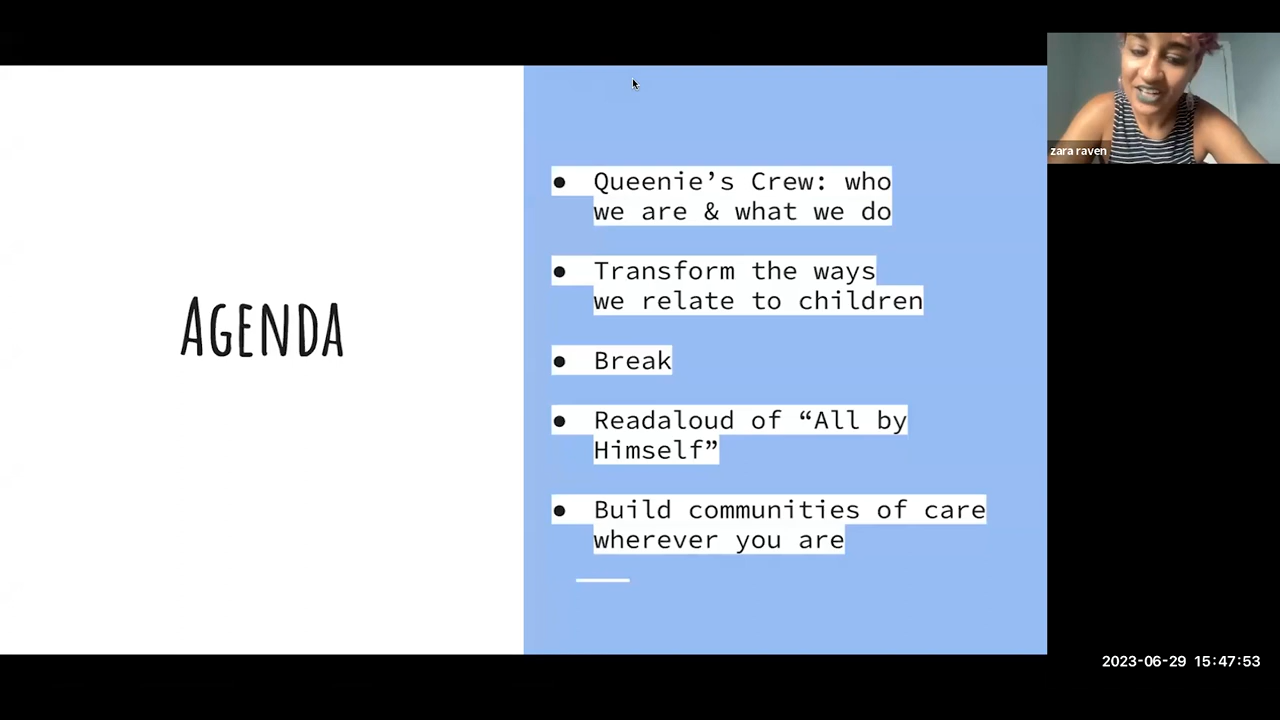 zara raven
AGENDA
● Queenie’s Crew: who
we are & what we do
● Transform the ways
we relate to children
● Break
● Readaloud of “All by
Himself”
● Build communities of care
wherever you are
2023-06-29 15:47:53